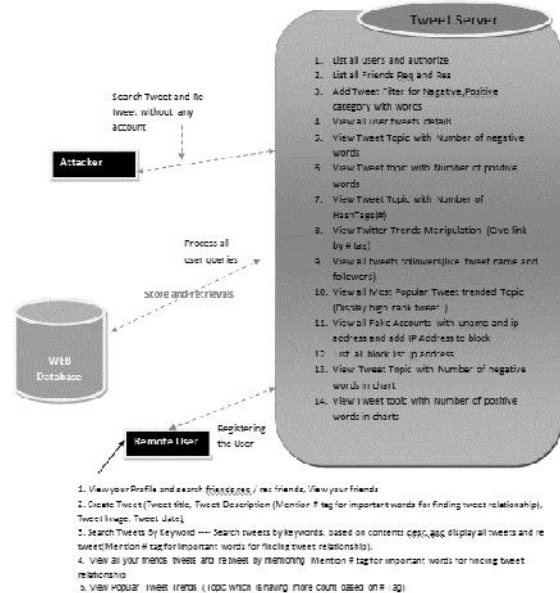 Tweet Server
1. List all users and authorize
2. List all Friends Req and Res
3. Add Tweet Filter for Negative,Positive
category with words
4. View all user tweets details
5. View Tweet Topic with Number of negative
words
6. View Tweet topic with Number of positive
words
7. View Tweet Topic with Number of
HashTags(#)
8. View Twitter Trends Manipulation (Give link
by # tag)
9. View all tweets followers(like tweet name and
followers)
10. View all Most Popular Tweet trended Topic
(Display high rank tweet )
11. View all Fake Accounts with uname and ip
address and add IP Address to block
12. List all block list ip address
13. View Tweet Topic with Number of negative
words in chart
14. View Tweet topic with Number of positive
words in charts
Search Tweet and Re
Tweet without any
account
Attacker
Process all
user queries
Store and retrievals
WEB
Database
Remote User
Registering
the User
1. View your Profile and search friends,req / res friends, View your friends
2. Create Tweet (Tweet title, Tweet Description (Mention # tag for important words for finding tweet relationship),
Tweet Image, Tweet date),
3. Search Tweets By Keyword ---- Search tweets by keywords, based on contents desc and display all tweets and re
tweet(Mention # tag for important words for finding tweet relationship).
4. View all your friends tweets and re tweet by mentioning Mention # tag for important words for finding tweet
relationship
5. View Popular Tweet Trends (Topic which is having more count based on # Tag)